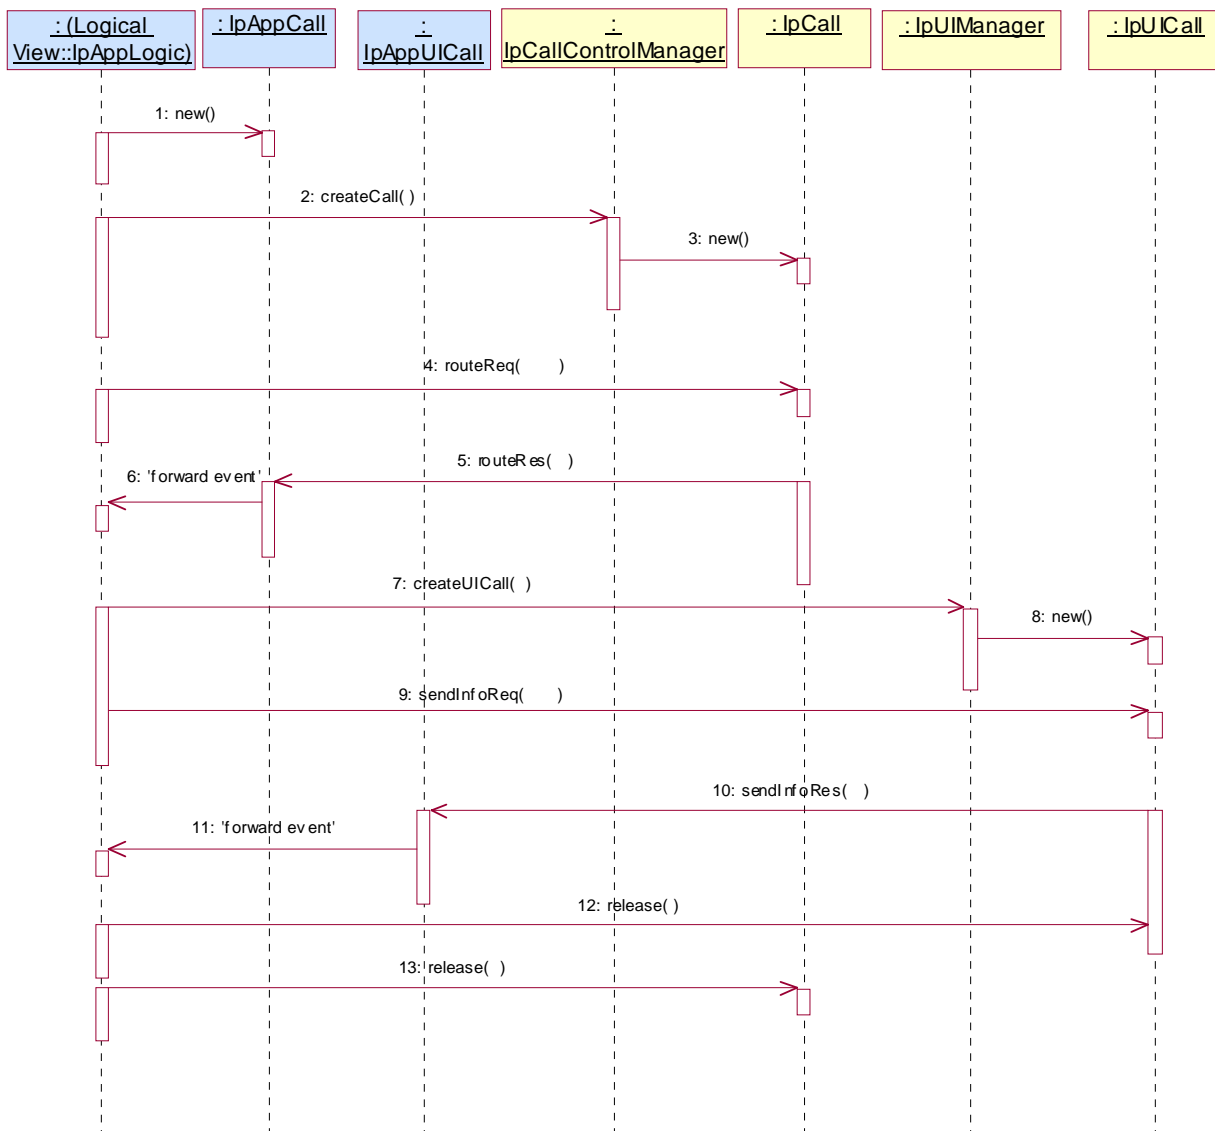 : (Logical
View::IpAppLogic)
: IpAppCall
:
IpAppUICall
:
IpCallControlManager
: IpCall
: IpUIManager
: IpUICall
1: new()
2: createCall( )
3: new()
4: routeReq( )
5: routeRes( )
6: 'forward event'
7: createUICall( )
8: new()
9: sendInfoReq( )
10: sendInfoRes( )
11: 'forward event'
12: release( )
13: release( )